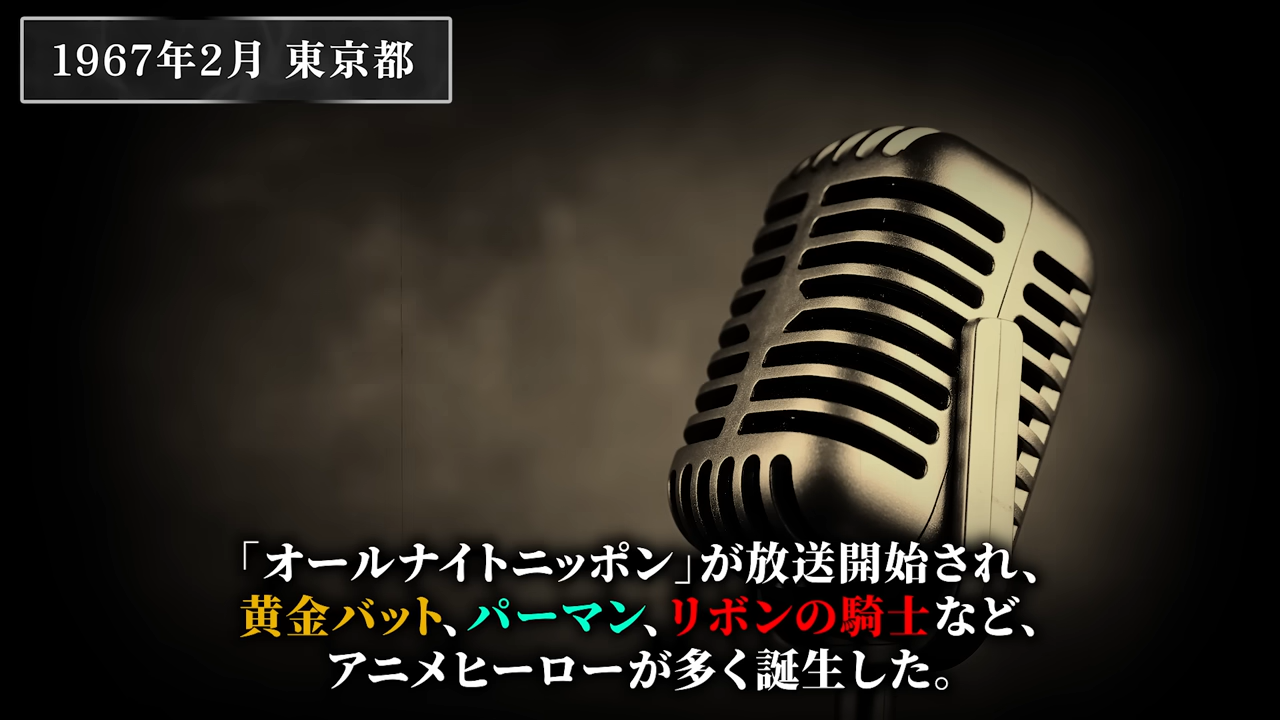 1967年2月 東京都
「オールナイトニッポン」が放送開始され、
黄金バット、パーマン、リボンの騎士など、
アニメヒーローが多く誕生した。